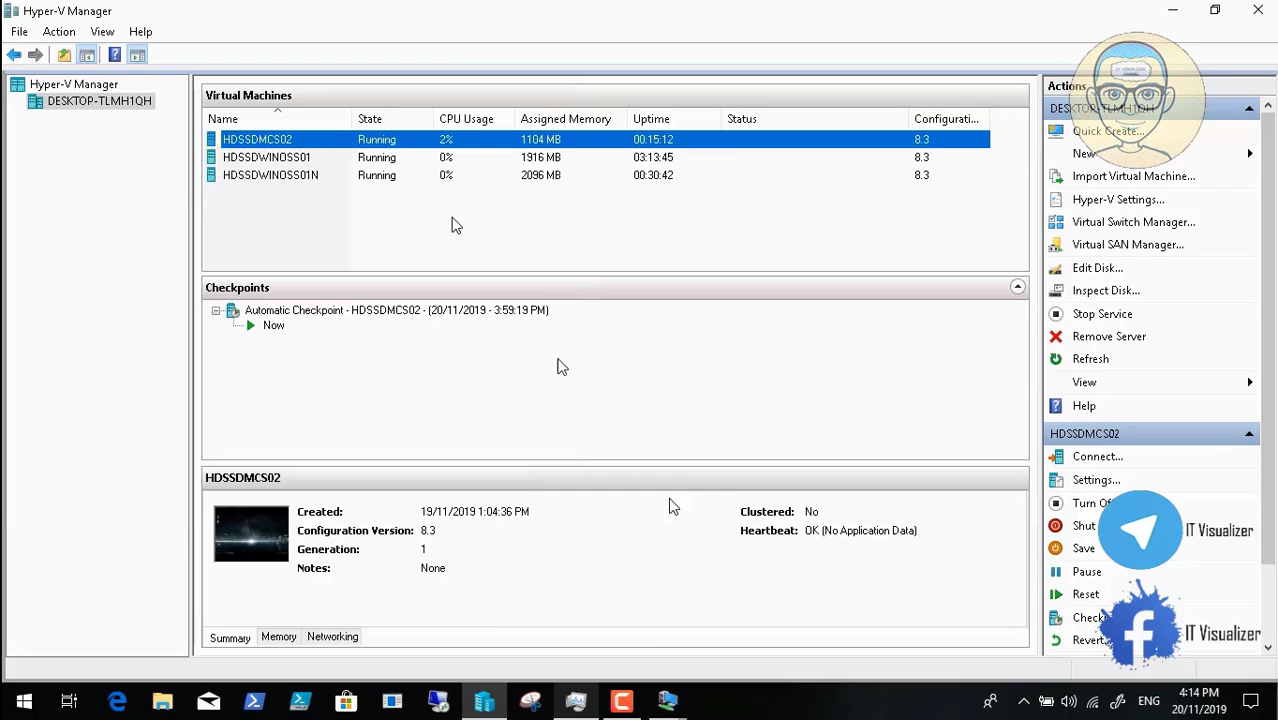 Hyper-V Manager
File Action View Help
Hyper-V Manager
DESKTOP-TLMH1QH
Virtual Machines
Name State CPU Usage Assigned Memory Uptime Status Configurati...
HDSSDMCS02 Running 2% 1104 MB 00:15:12 8.3
HDSSDWINOSS01 Running 0% 1916 MB 03:13:45 8.3
HDSSDWINOSS01N Running 0% 2096 MB 00:30:42 8.3
Checkpoints
Automatic Checkpoint - HDSSDMCS02 - (20/11/2019 - 3:59:19 PM)
Now
HDSSDMCS02
Created: 19/11/2019 1:04:36 PM
Configuration Version: 8.3
Generation: 1
Notes: None
Clustered: No
Heartbeat: OK (No Application Data)
Summary Memory Networking
Actions
DESKTOP-TLMH1QH
Quick Create...
New
Import Virtual Machine...
Hyper-V Settings...
Virtual Switch Manager...
Virtual SAN Manager...
Edit Disk...
Inspect Disk...
Stop Service
Remove Server
Refresh
View
Help
HDSSDMCS02
Connect...
Settings...
Turn Of
Shu
Save
Pause
Reset
Check
Revert
IT VISUALIZER
CHANNEL
IT Visualizer
IT Visualizer
ENG
4:14 PM
20/11/2019